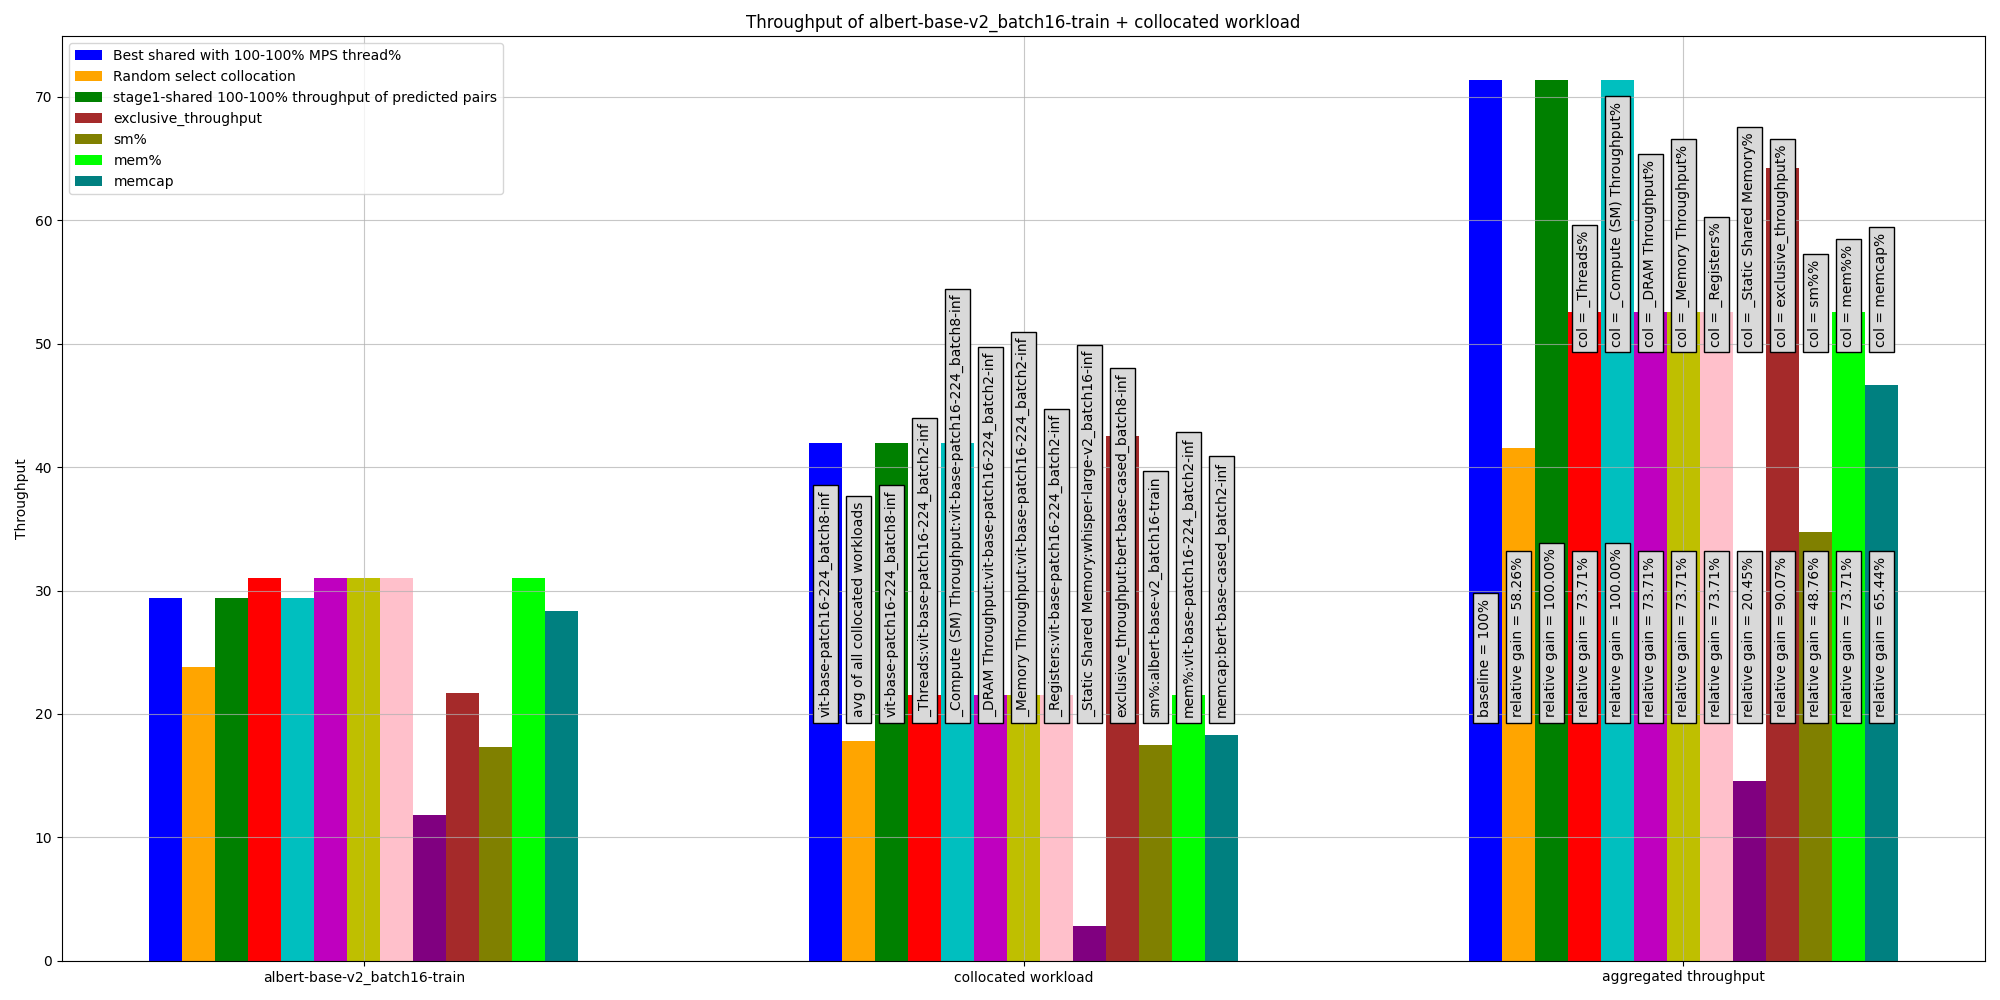 Throughput of albert-base-v2_batch16-train + collocated workload
Best shared with 100-100% MPS thread%
Random select collocation
stage1-shared 100-100% throughput of predicted pairs
exclusive_throughput
sm%
mem%
memcap
Throughput
70
60
50
40
30
20
10
0
vit-base-patch16-224_batch8-inf
avg of all collocated workloads
vit-base-patch16-224_batch8-inf
_Threads:vit-base-patch16-224_batch2-inf
_Compute (SM) Throughput:vit-base-patch16-224_batch8-inf
_DRAM Throughput:vit-base-patch16-224_batch2-inf
_Memory Throughput:vit-base-patch16-224_batch2-inf
_Registers:vit-base-patch16-224_batch2-inf
_Static Shared Memory:whisper-large-v2_batch16-inf
exclusive_throughput:bert-base-cased_batch8-inf
sm%:albert-base-v2_batch16-train
mem%:vit-base-patch16-224_batch2-inf
memcap:bert-base-cased_batch2-inf
col = _Threads%
col = _Compute (SM) Throughput%
col = _DRAM Throughput%
col = _Memory Throughput%
col = _Registers%
col = _Static Shared Memory%
col = exclusive_throughput%
col = sm%%
col = mem%%
col = memcap%
baseline = 100%
relative gain = 58.26%
relative gain = 100.00%
relative gain = 73.71%
relative gain = 100.00%
relative gain = 73.71%
relative gain = 73.71%
relative gain = 73.71%
relative gain = 20.45%
relative gain = 90.07%
relative gain = 48.76%
relative gain = 73.71%
relative gain = 65.44%
albert-base-v2_batch16-train
collocated workload
aggregated throughput